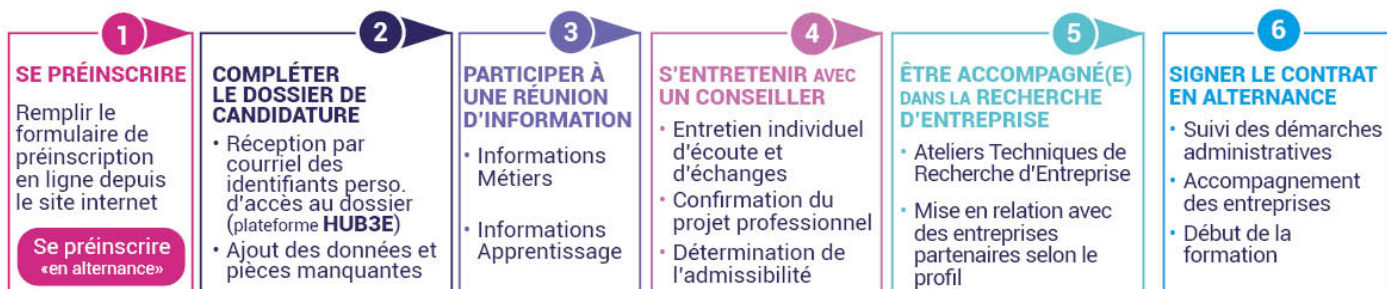 1
SE PRÉINSCRIRE
Remplir le
formulaire de
préinscription
en ligne depuis
le site internet
Se préinscrire
«en alternance»
2
COMPLÉTER
LE DOSSIER DE
CANDIDATURE
• Réception par
courriel des
identifiants perso.
d'accès au dossier
(plateforme HUB3E)
• Ajout des données et
pièces manquantes
3
PARTICIPER À
UNE RÉUNION
D'INFORMATION
• Informations
Métiers
• Informations
Apprentissage
4
S'ENTRETENIR AVEC
UN CONSEILLER
• Entretien individuel
d'écoute et
d'échanges
• Confirmation du
projet professionnel
• Détermination de
l'admissibilité
5
ÊTRE ACCOMPAGNÉ(E)
DANS LA RECHERCHE
D'ENTREPRISE
• Ateliers Techniques de
Recherche d'Entreprise
• Mise en relation avec
des entreprises
partenaires selon le
profil
6
SIGNER LE CONTRAT
EN ALTERNANCE
• Suivi des démarches
administratives
• Accompagnement
des entreprises
• Début de la
formation